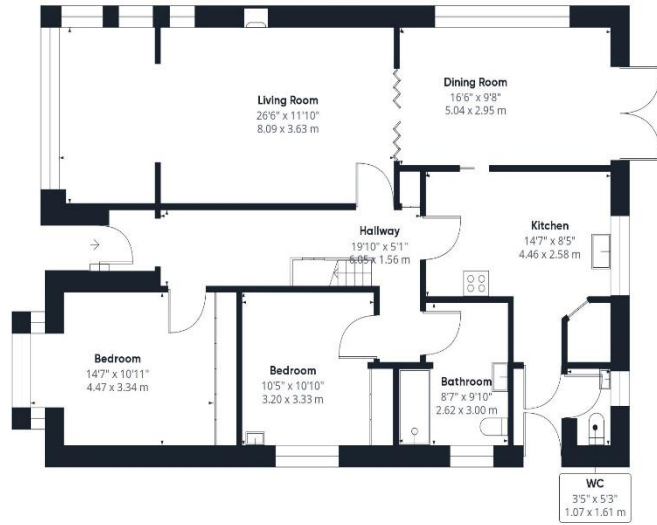 Living Room
26'6" x 11'10"
8.09 x 3.63 m
Dining Room
16'6" x 9'8"
5.04 x 2.95 m
Hallway
19'10" x 5'1"
6.05 x 1.56 m
Kitchen
14'7" x 8'5"
4.46 x 2.58 m
Bedroom
14'7" x 10'11"
4.47 x 3.34 m
Bedroom
10'5" x 10'10"
3.20 x 3.33 m
Bathroom
8'7" x 9'10"
2.62 x 3.00 m
WC
3'5" x 5'3"
1.07 x 1.61 m